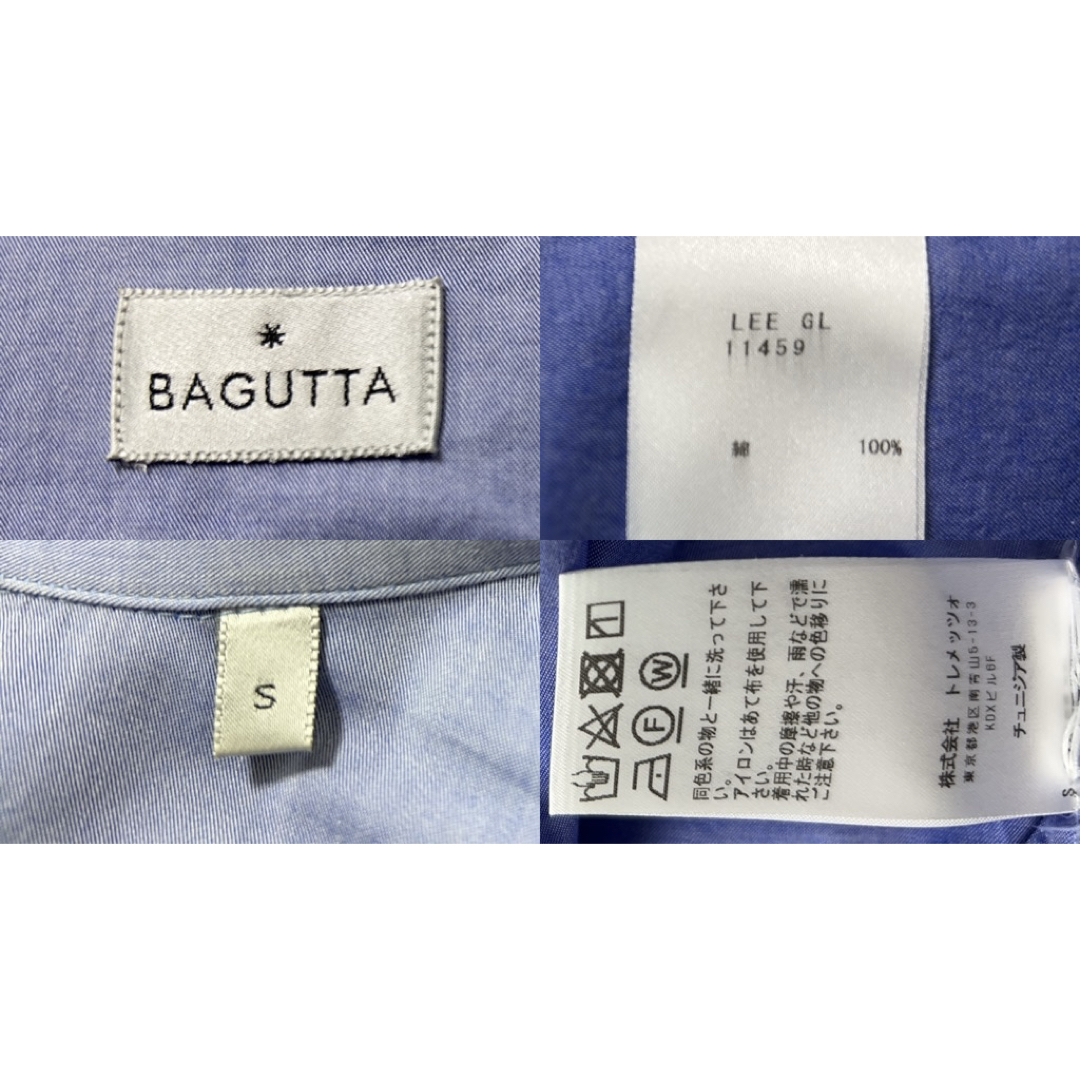 BAGUTTA
LEE GL
11459
綿 100%
S
同色系の物と一緒に洗って下さ
い。
アイロンはあて布を使用して下
さい。
着用中の摩擦や汗、雨などで濡
れた時など他の物への色移りに
ご注意下さい。
W
F
株式会社 トレメッツォ
東京都港区南青山5-13-3
KDXビル6F
チュニジア製
S